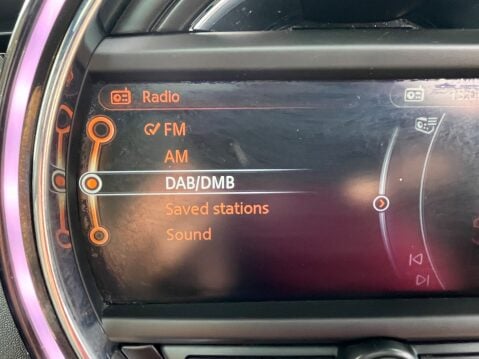 Radio
FM
AM
DAB/DMB
Saved stations
Sound